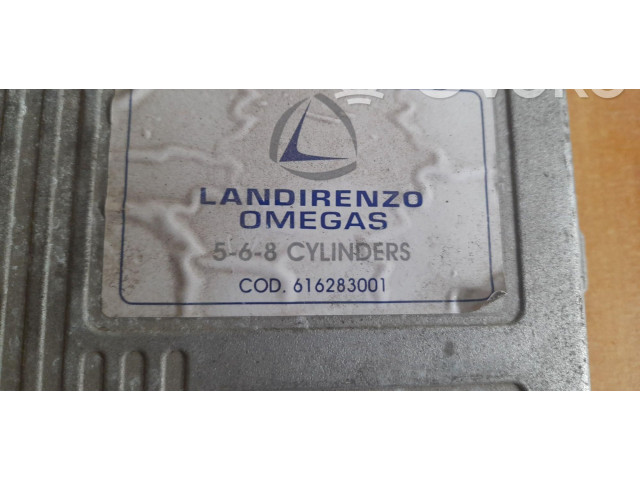 LANDIRENZO
OMEGAS
5-6-8 CYLINDERS
COD. 616283001